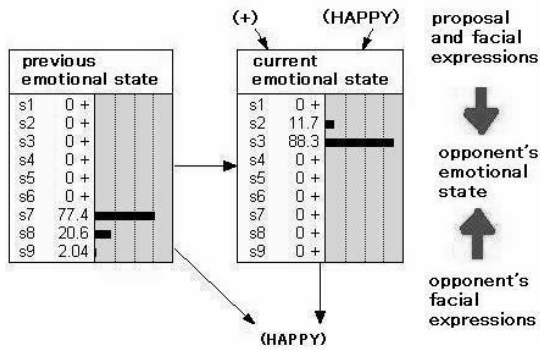 (+)
(HAPPY)
previous
emotional state
s1 0 +
s2 0 +
s3 0 +
s4 0 +
s5 0 +
s6 0 +
s7 77.4
s8 20.6
s9 2.04
current
emotional state
s1 0 +
s2 11.7
s3 88.3
s4 0 +
s5 0 +
s6 0 +
s7 0 +
s8 0 +
s9 0 +
(HAPPY)
proposal
and facial
expressions
opponent's
emotional
state
opponent's
facial
expressions